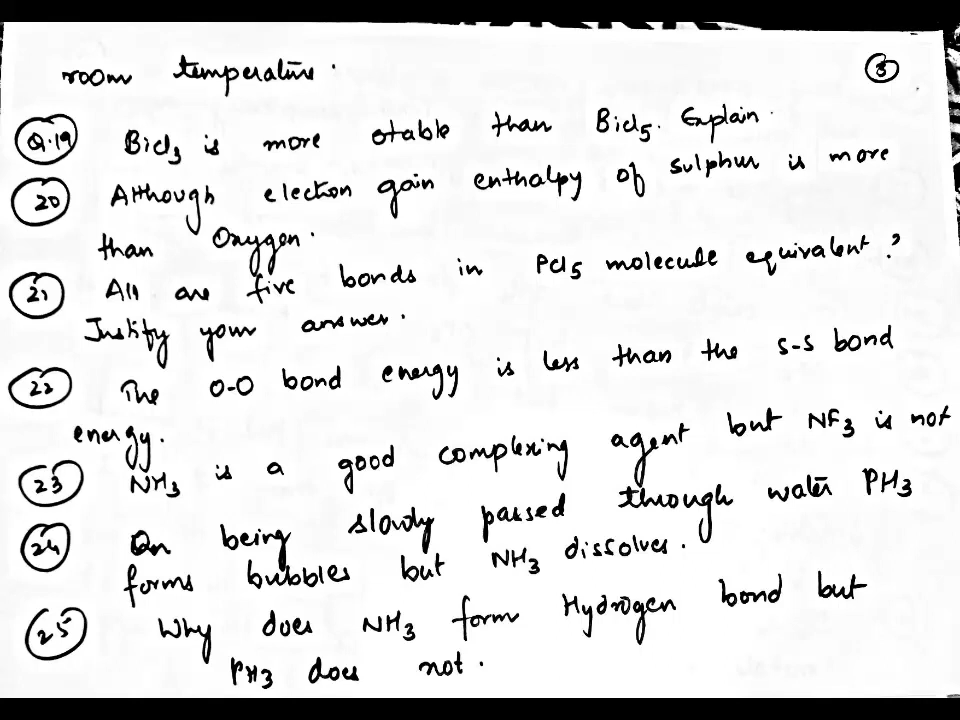 room temperature.
3
Q.19 BiCl3 is more stable than BiCl5. Explain.
20 Although electron gain enthalpy of sulphur is more
than Oxygen.
21 All are five bonds in PCl5 molecule equivalent?
Justify your answer.
22 The O-O bond energy is less than the S-S bond
energy.
23 NH3 is a good complexing agent but NF3 is not
24 On being slowly passed through water PH3
forms bubbles but NH3 dissolves.
25 Why does NH3 form Hydrogen bond but
PH3 does not.